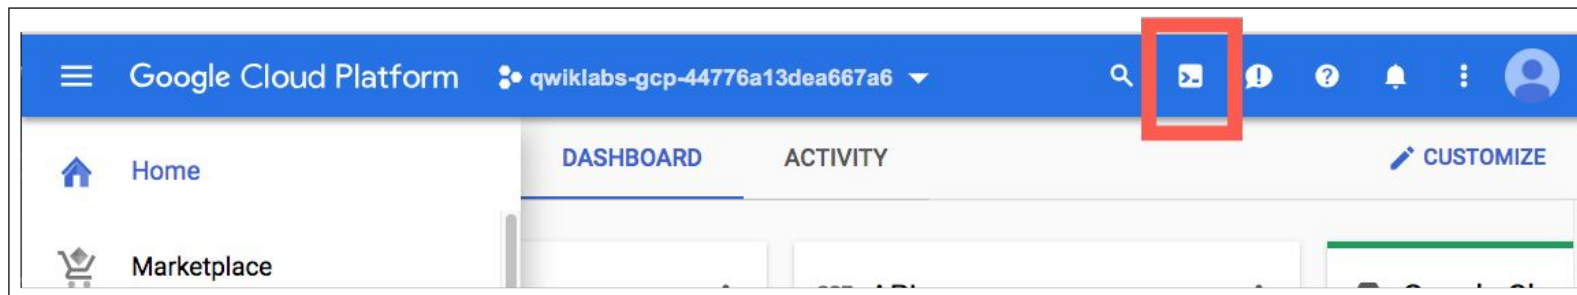 Google Cloud Platform qwiklabs-gcp-44776a13dea667a6
Home
DASHBOARD ACTIVITY CUSTOMIZE
Marketplace